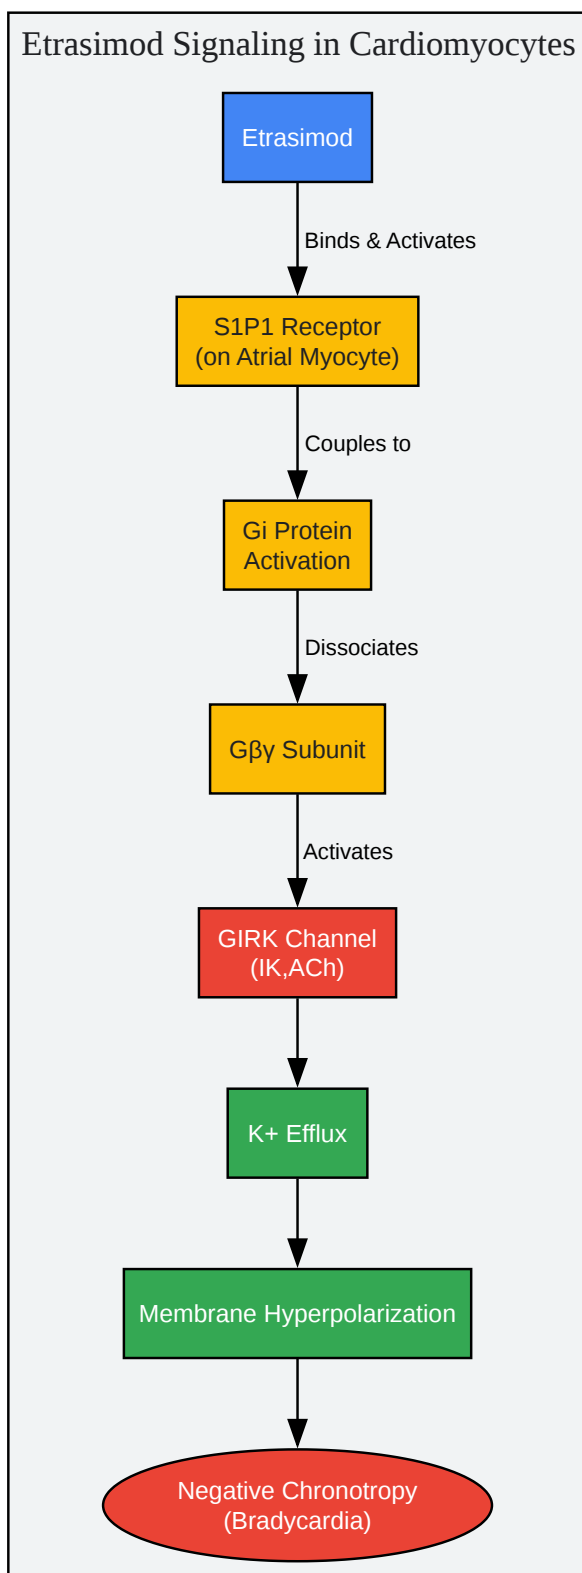 Etrasimod Signaling in Cardiomyocytes
Etrasimod
Binds & Activates
S1P1 Receptor
(on Atrial Myocyte)
Couples to
Gi Protein
Activation
Dissociates
Gβγ Subunit
Activates
GIRK Channel
(IK,ACh)
K+ Efflux
Membrane Hyperpolarization
Negative Chronotropy
(Bradycardia)